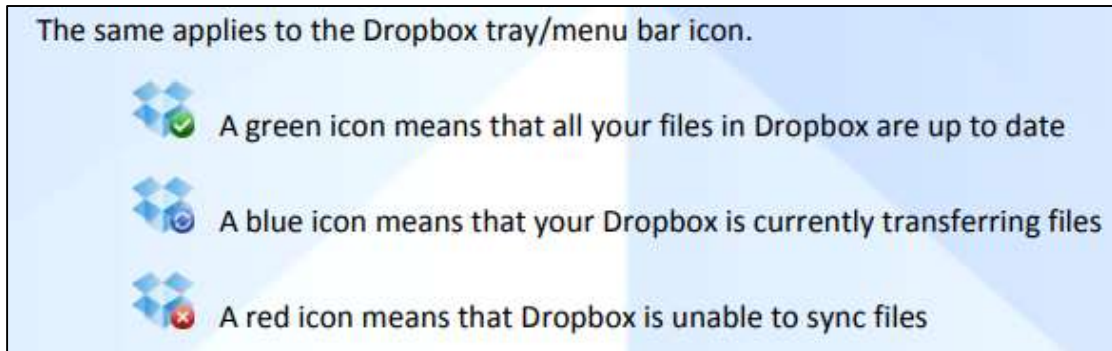 The same applies to the Dropbox tray/menu bar icon.
A green icon means that all your files in Dropbox are up to date
A blue icon means that your Dropbox is currently transferring files
A red icon means that Dropbox is unable to sync files